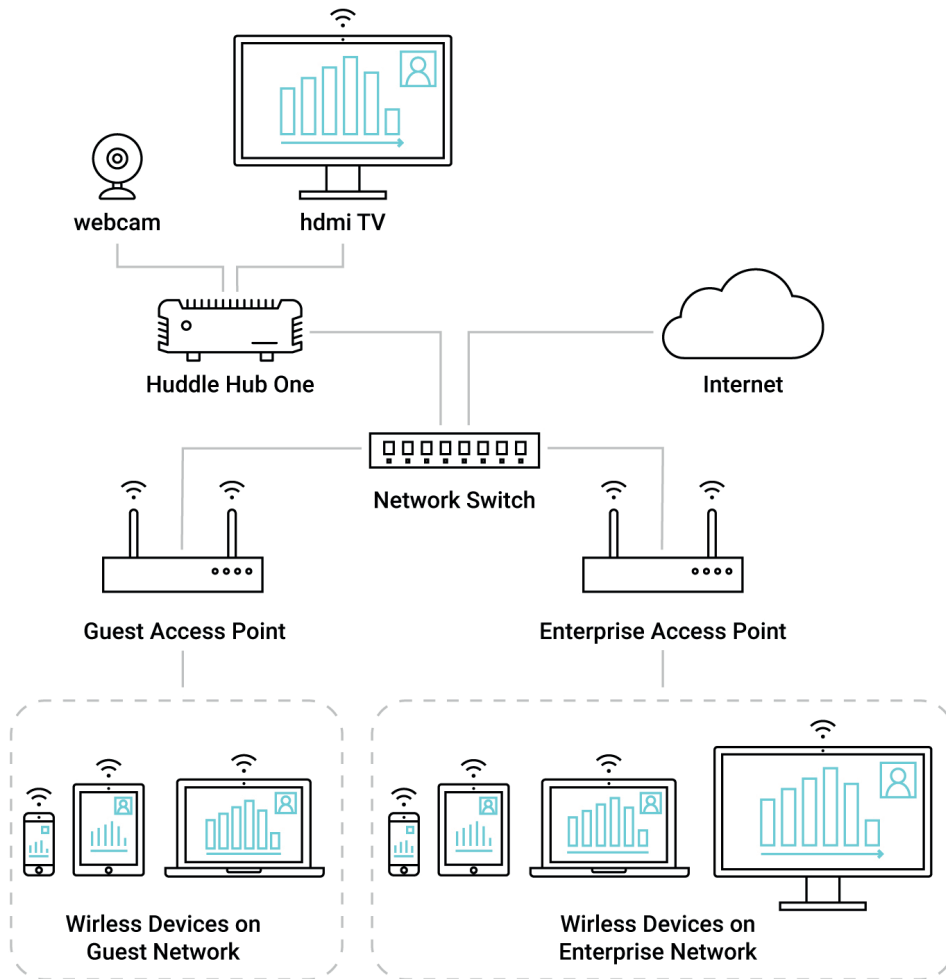 webcam
hdmi TV
Huddle Hub One
Internet
Network Switch
Guest Access Point
Enterprise Access Point
Wirless Devices on
Guest Network
Wirless Devices on
Enterprise Network